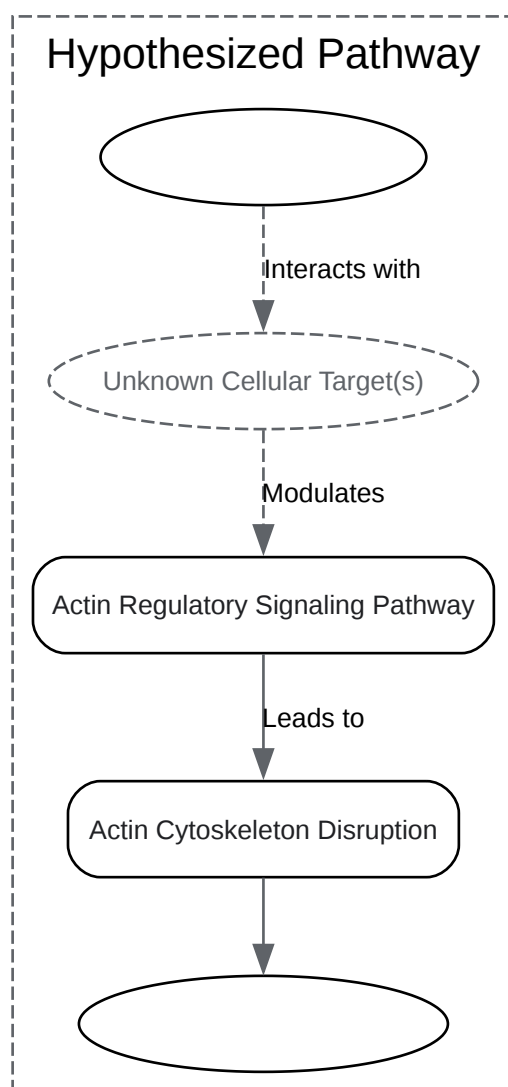 Hypothesized Pathway
Interacts with
Unknown Cellular Target(s)
Modulates
Actin Regulatory Signaling Pathway
Leads to
Actin Cytoskeleton Disruption